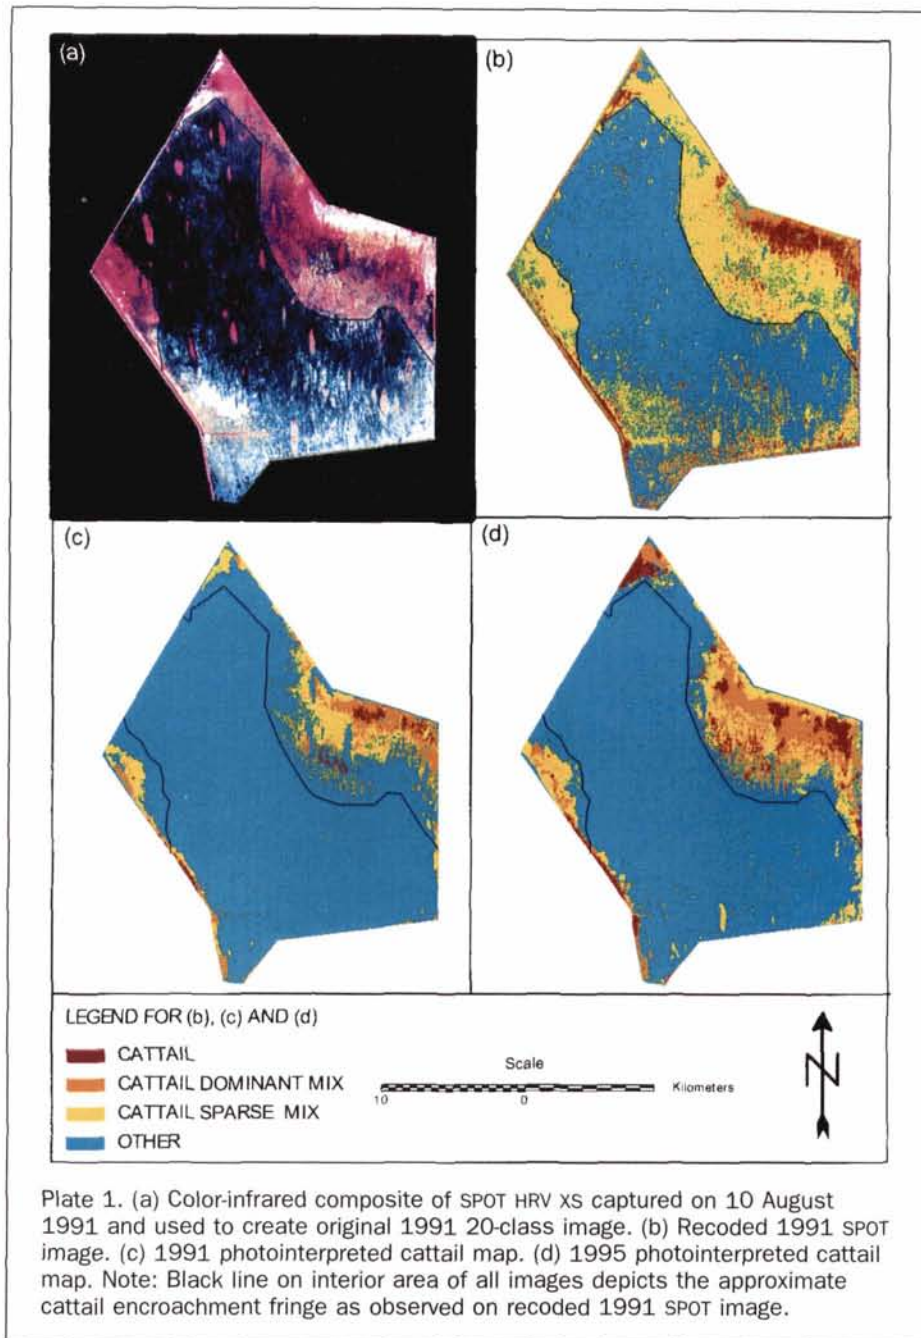 (a)
(b)
(c)
(d)
LEGEND FOR (b), (c) AND (d)
CATTAIL
CATTAIL DOMINANT MIX
CATTAIL SPARSE MIX
OTHER
Scale
10 0 Kilometers
N
Plate 1. (a) Color-infrared composite of SPOT HRV XS captured on 10 August
1991 and used to create original 1991 20-class image. (b) Recoded 1991 SPOT
image. (c) 1991 photointerpreted cattail map. (d) 1995 photointerpreted cattail
map. Note: Black line on interior area of all images depicts the approximate
cattail encroachment fringe as observed on recoded 1991 SPOT image.